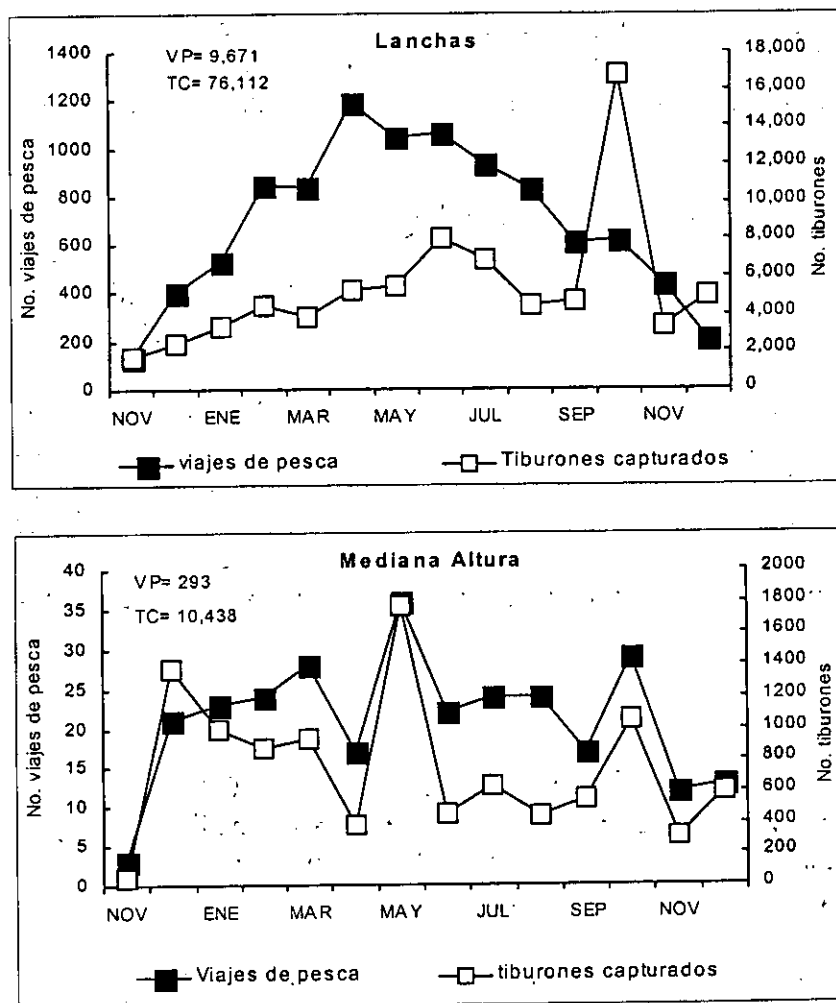 Lanchas
VP= 9,671
TC= 76,112
No. viajes de pesca
1400
1200
1000
800
600
400
200
0
18,000
16,000
14,000
12,000
10,000
8,000
6,000
4,000
2,000
0
No. tiburones
NOV ENE MAR MAY JUL SEP NOV
viajes de pesca Tiburones capturados
Mediana Altura
VP= 293
TC= 10,438
No. viajes de pesca
40
35
30
25
20
15
10
5
0
2000
1800
1600
1400
1200
1000
800
600
400
200
0
No. tiburones
NOV ENE MAR MAY JUL SEP NOV
Viajes de pesca tiburones capturados